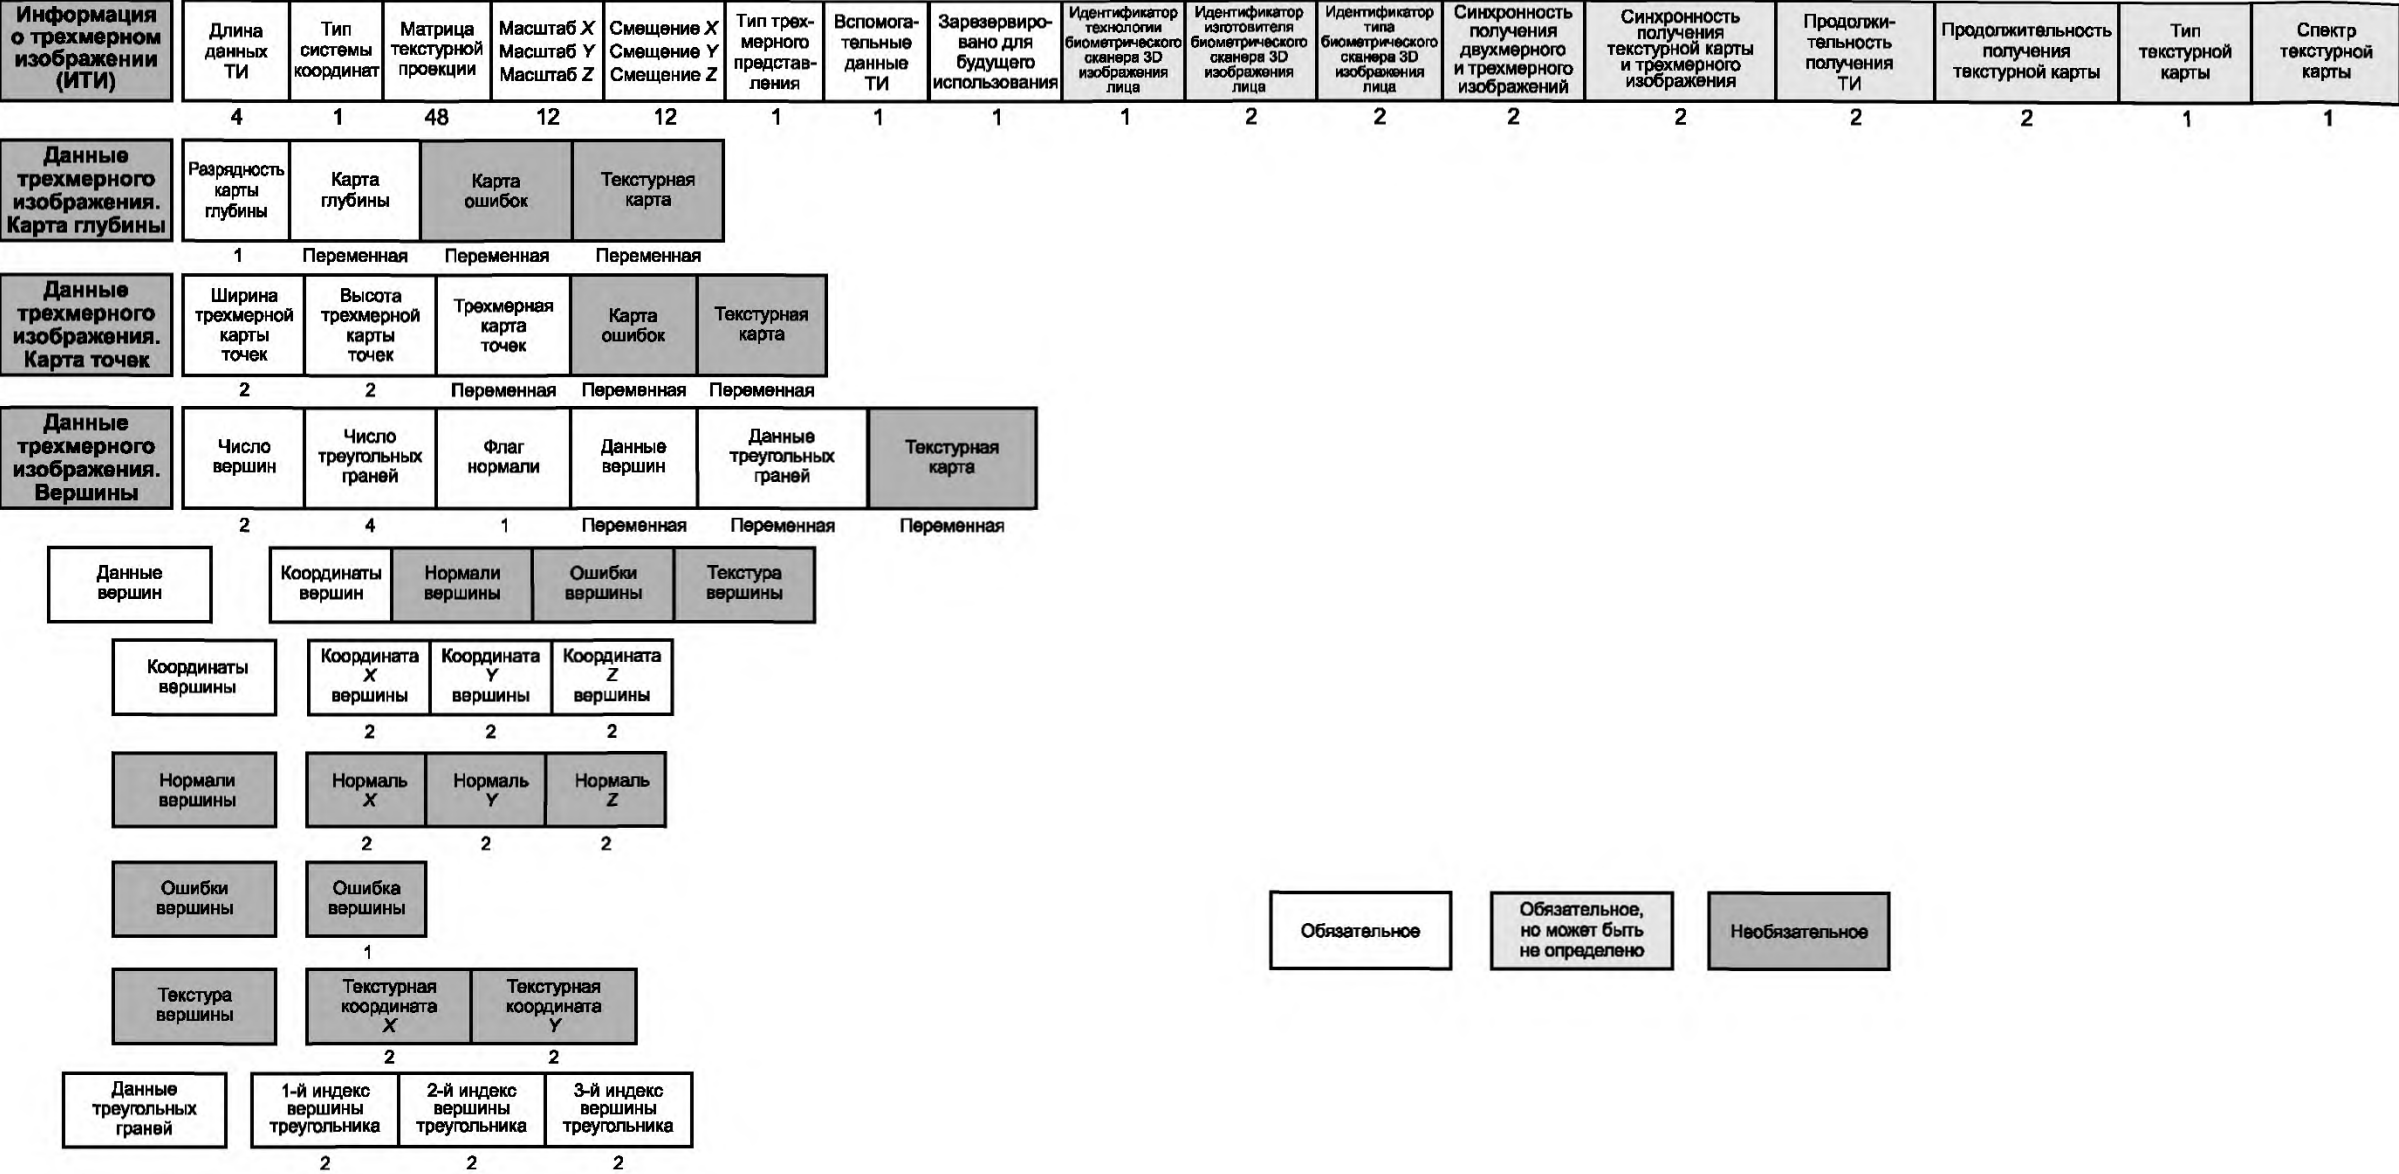 Информация
о трехмерном
изображении
(ИТИ)
Длина
данных
ТИ
Тип
системы
координат
Матрица
текстурной
проекции
Масштаб X
Масштаб Y
Масштаб Z
Смещение X
Смещение Y
Смещение Z
Тип трех-
мерного
представ-
ления
Вспомога-
тельные
данные
ТИ
Зарезервиро-
вано для
будущего
использования
Идентификатор
технологии
биометрического
сканера 3D
изображения
лица
Идентификатор
изготовителя
биометрического
сканера 3D
изображения
лица
Идентификатор
типа
биометрического
сканера 3D
изображения
лица
Синхронность
получения
двухмерного
и трехмерного
изображений
Синхронность
получения
текстурной карты
и трехмерного
изображения
Продолжи-
тельность
получения
ТИ
Продолжительность
получения
текстурной карты
Тип
текстурной
карты
Спектр
текстурной
карты
4 1 48 12 12 1 1 1 1 2 2 2 2 2 2 1 1
Данные
трехмерного
изображения.
Карта глубины
Разрядность
карты
глубины
Карта
глубины
Карта
ошибок
Текстурная
карта
1 Переменная Переменная Переменная
Данные
трехмерного
изображения.
Карта точек
Ширина
трехмерной
карты
точек
Высота
трехмерной
карты
точек
Трехмерная
карта
точек
Карта
ошибок
Текстурная
карта
2 2 Переменная Переменная Переменная
Данные
трехмерного
изображения.
Вершины
Число
вершин
Число
треугольных
граней
Флаг
нормали
Данные
вершин
Данные
треугольных
граней
Текстурная
карта
2 4 1 Переменная Переменная Переменная
Данные
вершин
Координаты
вершин
Нормали
вершины
Ошибки
вершины
Текстура
вершины
Координаты
вершины
Координата
X
вершины
Координата
Y
вершины
Координата
Z
вершины
2 2 2
Нормали
вершины
Нормаль
X
Нормаль
Y
Нормаль
Z
2 2 2
Ошибки
вершины
Ошибка
вершины
1
Обязательное
Обязательное,
но может быть
не определено
Необязательное
Текстура
вершины
Текстурная
координата
X
Текстурная
координата
Y
2 2
Данные
треугольных
граней
1-й индекс
вершины
треугольника
2-й индекс
вершины
треугольника
3-й индекс
вершины
треугольника
2 2 2